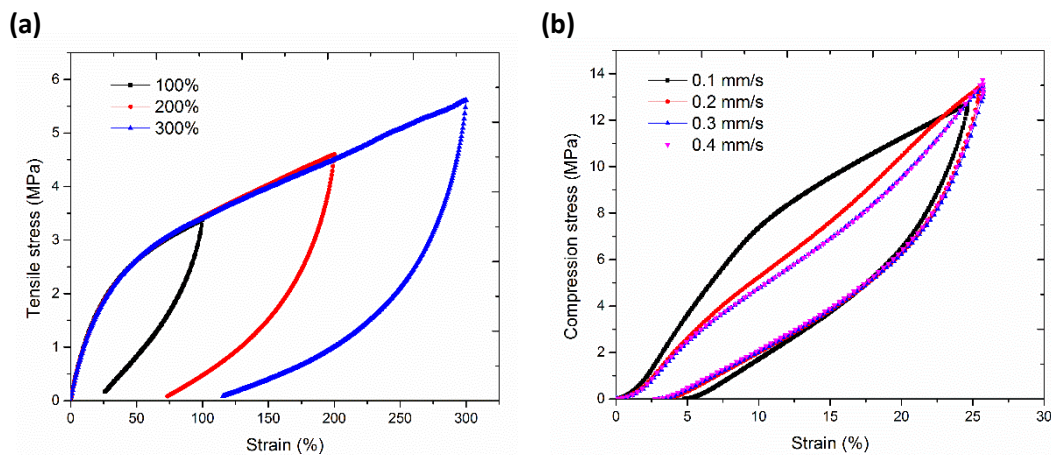 (a)
Tensile stress (MPa)
6
5
4
3
2
1
0
100%
200%
300%
0 50 100 150 200 250 300
Strain (%)
(b)
Compression stress (MPa)
14
12
10
8
6
4
2
0
0.1 mm/s
0.2 mm/s
0.3 mm/s
0.4 mm/s
0 5 10 15 20 25 30
Strain (%)